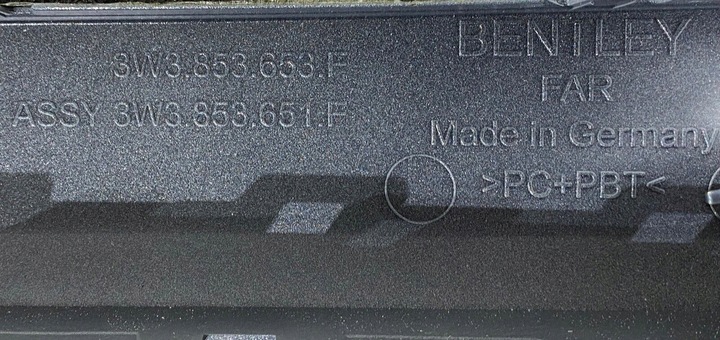 3W3.853.653.F
ASSY 3W3.853.651.F
BENTLEY
FAR
Made in Germany
>PC+PBT<